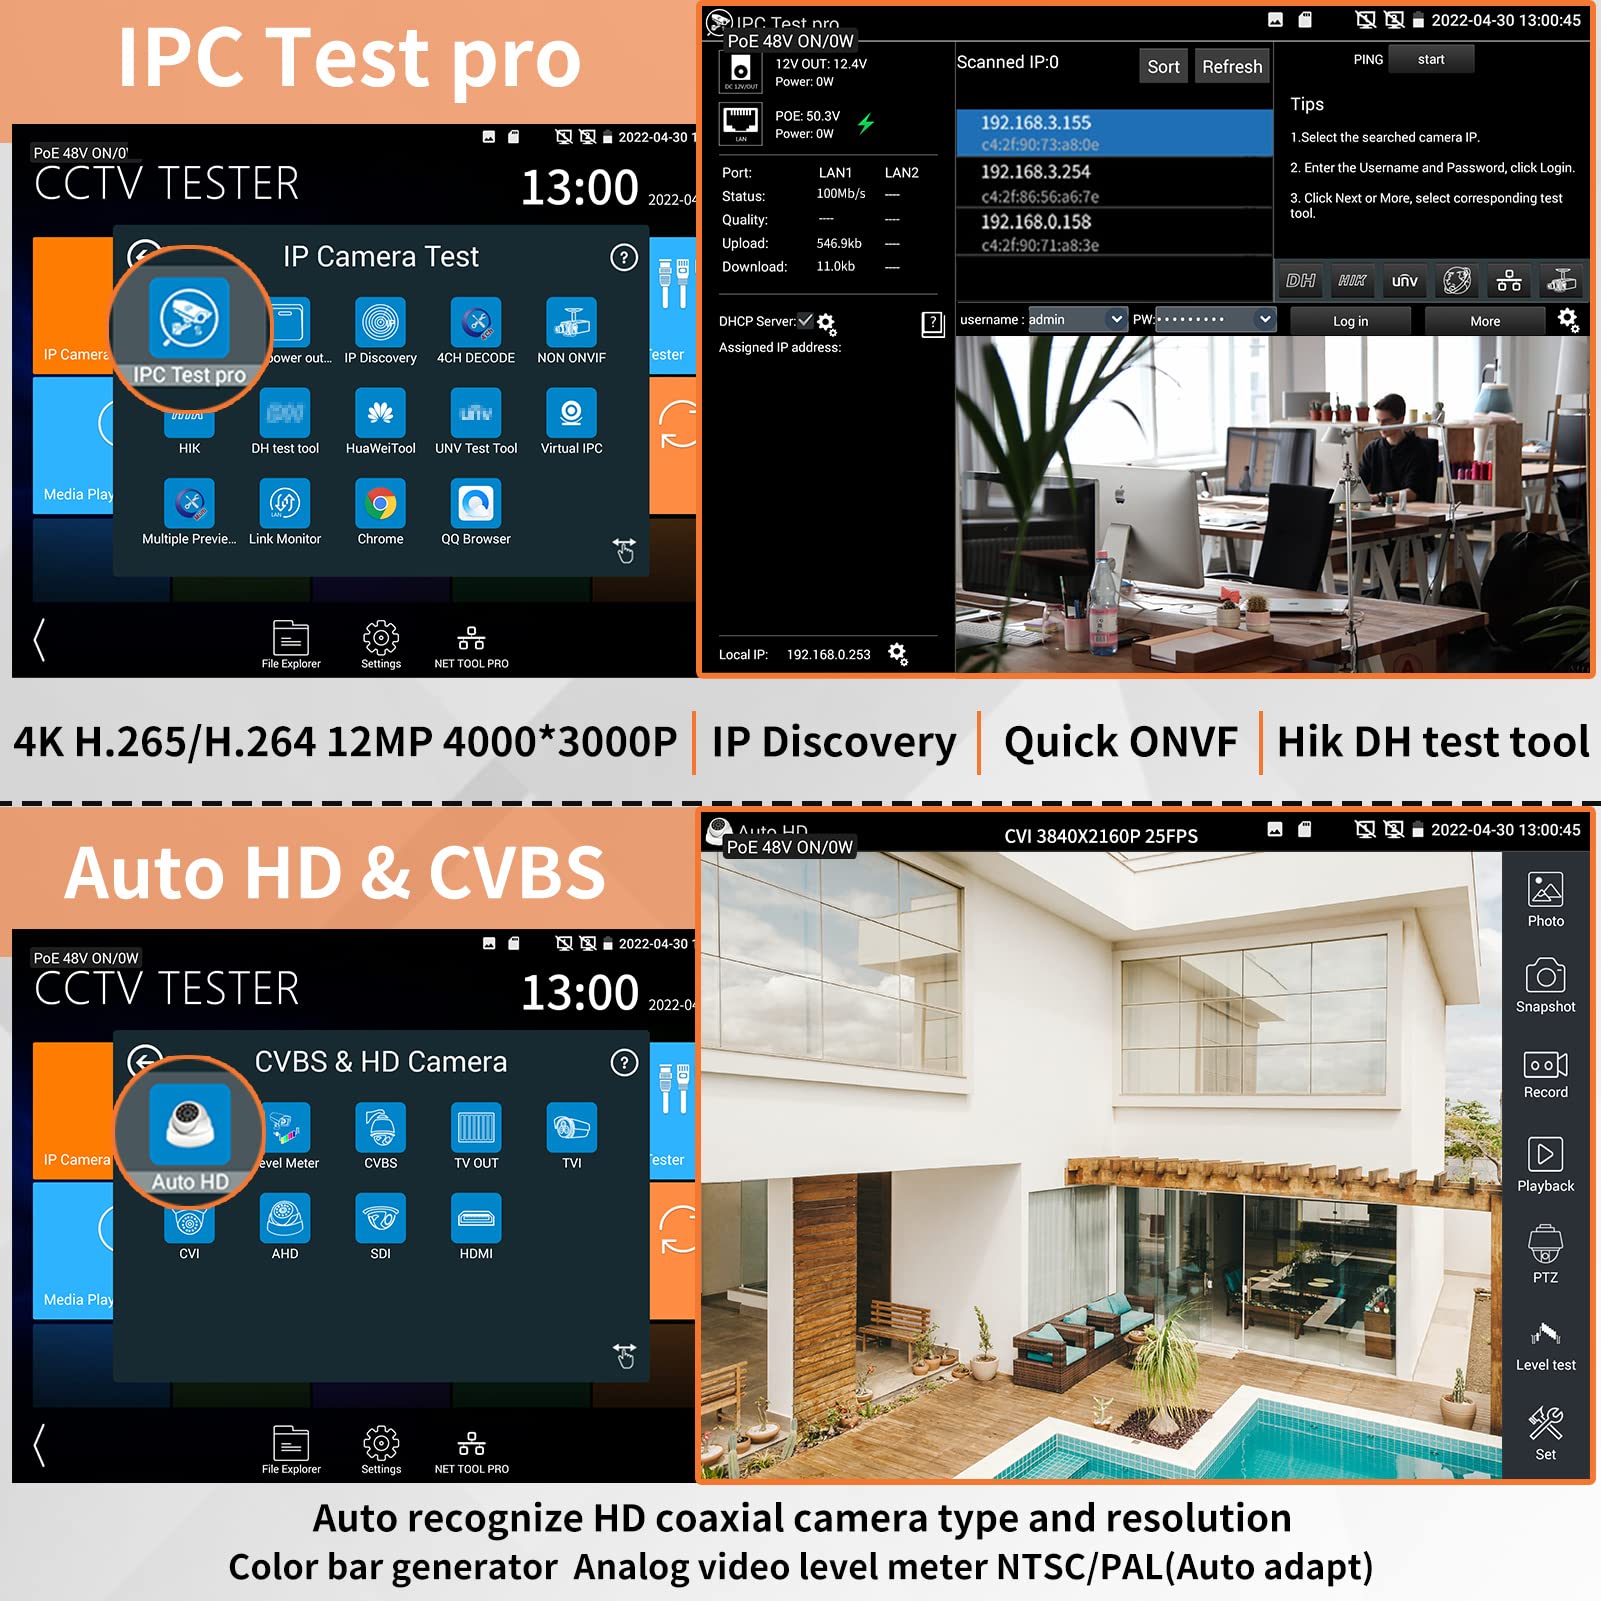 IPC Test pro
PoE 48V ON/0
2022-04-30 1
CCTV TESTER
13:00
2022-04
IP Camera Test
?
IP Camera
IPC Test pro
power out...
IP Discovery
4CH DECODE
NON ONVIF
ester
HIK
DH test tool
HuaWeiTool
UNV Test Tool
Virtual IPC
Media Play
Multiple Previe...
Link Monitor
Chrome
QQ Browser
File Explorer
Settings
NET TOOL PRO
IPC Test pro
2022-04-30 13:00:45
PoE 48V ON/0W
DC 12V/OUT
12V OUT: 12.4V
Power: 0W
LAN
POE: 50.3V
Power: 0W
Port: LAN1 LAN2
Status: 100Mb/s ----
Quality: ---- ----
Upload: 546.9kb ----
Download: 11.0kb ----
DHCP Server:
?
Assigned IP address:
Local IP: 192.168.0.253
Scanned IP:0
Sort
Refresh
192.168.3.155
c4:2f:90:73:a8:0e
192.168.3.254
c4:2f:86:56:a6:7e
192.168.0.158
c4:2f:90:71:a8:3e
PING
start
Tips
1.Select the searched camera IP.
2. Enter the Username and Password, click Login.
3. Click Next or More, select corresponding test
tool.
DH
HIK
unv
username : admin
PW:•••••••••
Log in
More
4K H.265/H.264 12MP 4000*3000P
IP Discovery
Quick ONVF
Hik DH test tool
Auto HD & CVBS
PoE 48V ON/0W
2022-04-30 1
CCTV TESTER
13:00
2022-04
CVBS & HD Camera
?
IP Camera
Auto HD
evel Meter
CVBS
TV OUT
TVI
ester
CVI
AHD
SDI
HDMI
Media Play
File Explorer
Settings
NET TOOL PRO
Auto HD
CVI 3840X2160P 25FPS
2022-04-30 13:00:45
PoE 48V ON/0W
Photo
Snapshot
Record
Playback
PTZ
Level test
Set
Auto recognize HD coaxial camera type and resolution
Color bar generator Analog video level meter NTSC/PAL(Auto adapt)